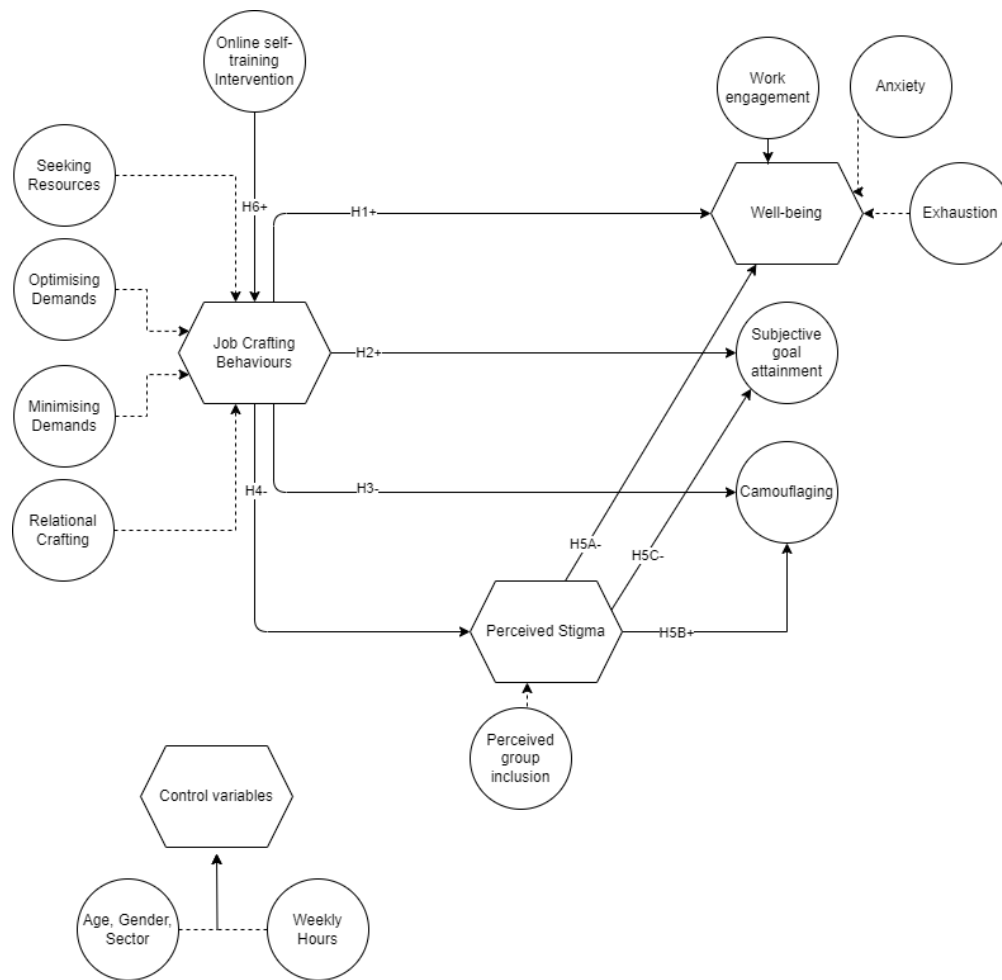 Online self-
training
Intervention
Work
engagement
Anxiety
Seeking
Resources
H6+
H1+
Well-being
Exhaustion
Optimising
Demands
Job Crafting
Behaviours
H2+
Subjective
goal
attainment
Minimising
Demands
H4-
H3-
Camouflaging
Relational
Crafting
H5A-
H5C-
Perceived Stigma
H5B+
Perceived
group
inclusion
Control variables
Age, Gender,
Sector
Weekly
Hours